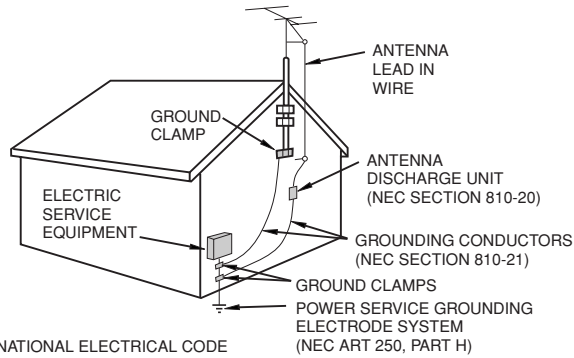 ANTENNA
LEAD IN
WIRE
GROUND
CLAMP
ANTENNA
DISCHARGE UNIT
(NEC SECTION 810-20)
ELECTRIC
SERVICE
EQUIPMENT
GROUNDING CONDUCTORS
(NEC SECTION 810-21)
GROUND CLAMPS
POWER SERVICE GROUNDING
ELECTRODE SYSTEM
(NEC ART 250, PART H)
NATIONAL ELECTRICAL CODE